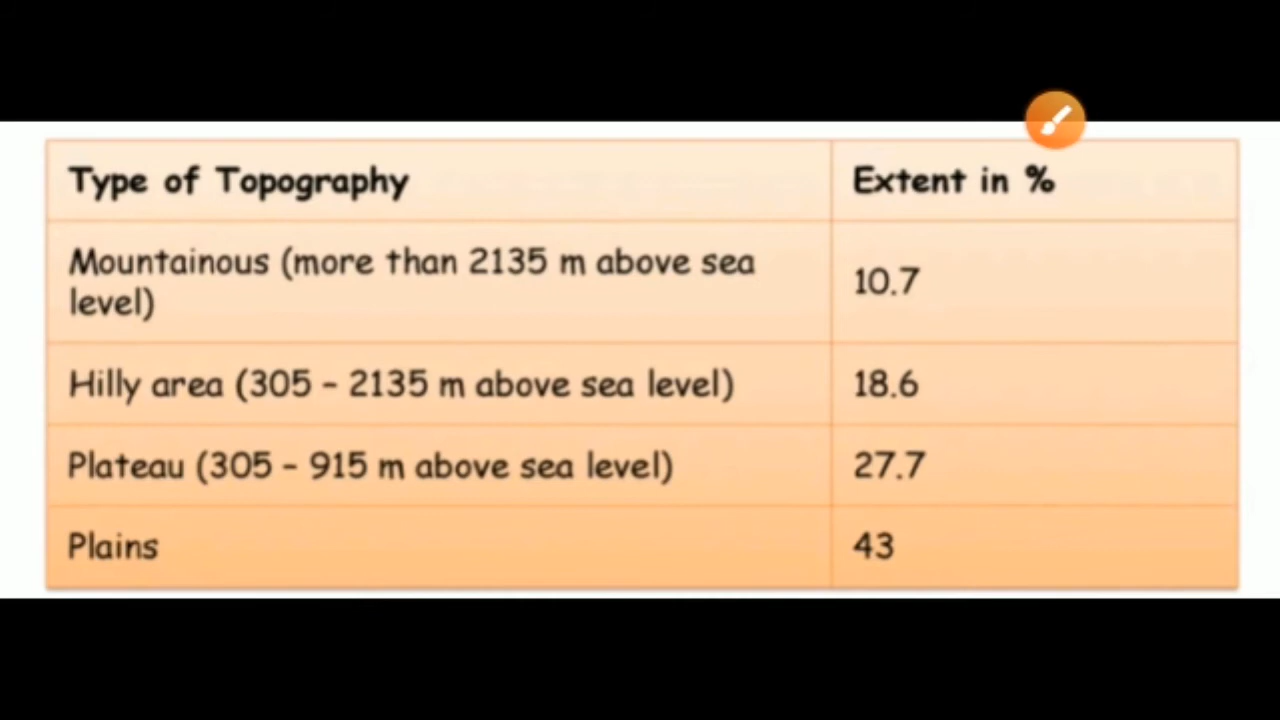 Type of Topography
Extent in %
Mountainous (more than 2135 m above sea
level)
10.7
Hilly area (305 – 2135 m above sea level)
18.6
Plateau (305 – 915 m above sea level)
27.7
Plains
43